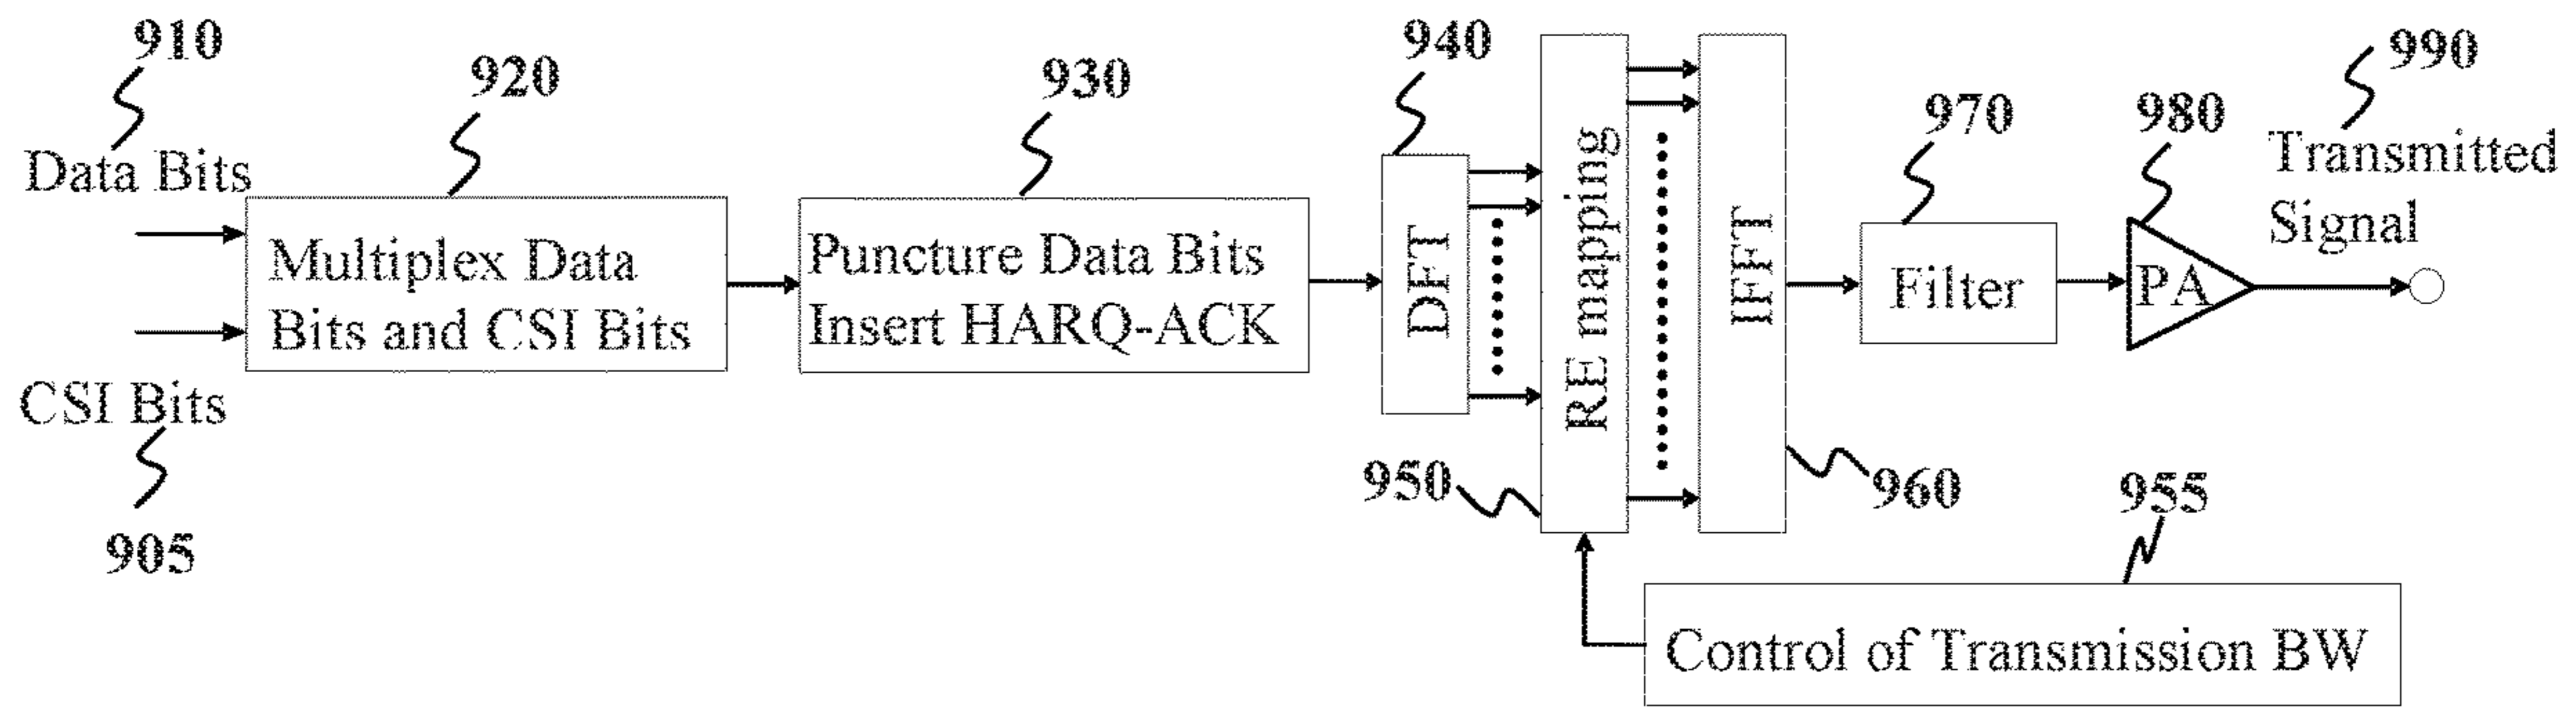 910
Data Bits
920
Multiplex Data
Bits and CSI Bits
CSI Bits
905
930
Puncture Data Bits
Insert HARQ-ACK
940
DFT
RE mapping
950
IFFT
960
970
Filter
980
PA
990
Transmitted
Signal
955
Control of Transmission BW